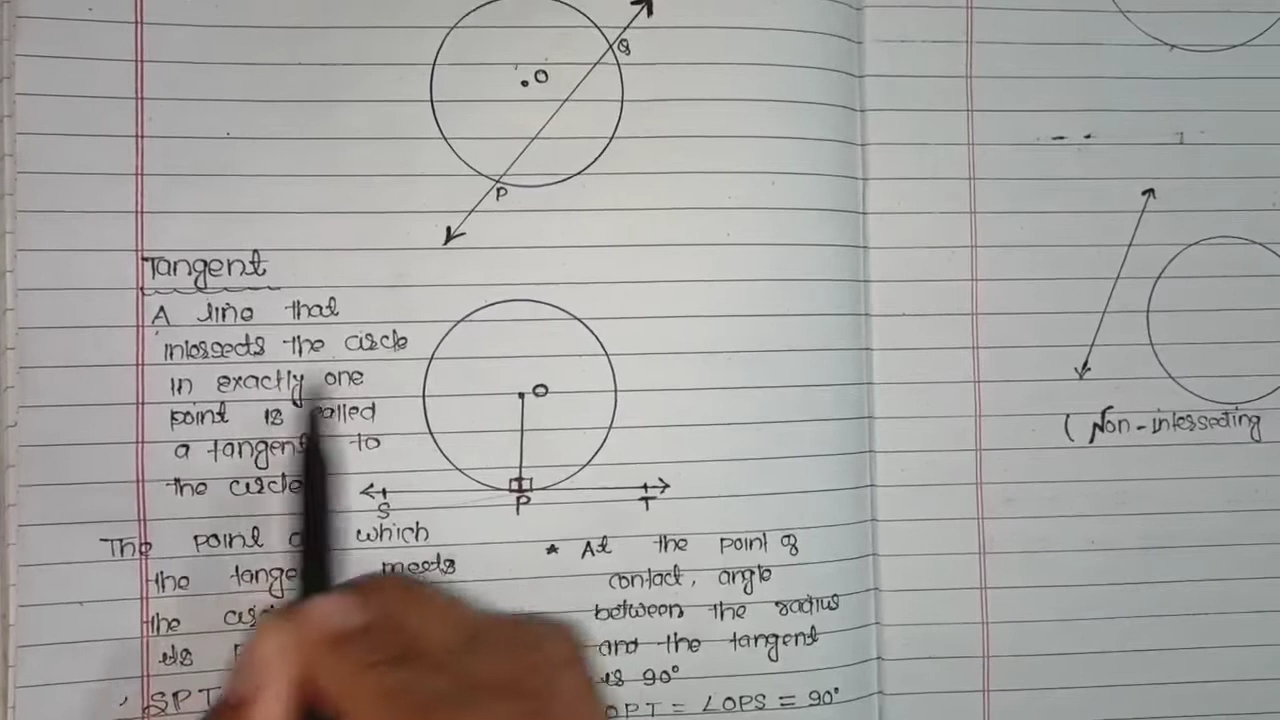 Q
O
P
Tangent
A line that
intersects the circle
in exactly one
point is called
a tangent to
the circle
O
S
P
T
The point which
the tange meets
the
SPT
* At the point of
contact, angle
between the radius
and the tangent
is 90°
OPT = ∠OPS = 90°
( Non-intersecting